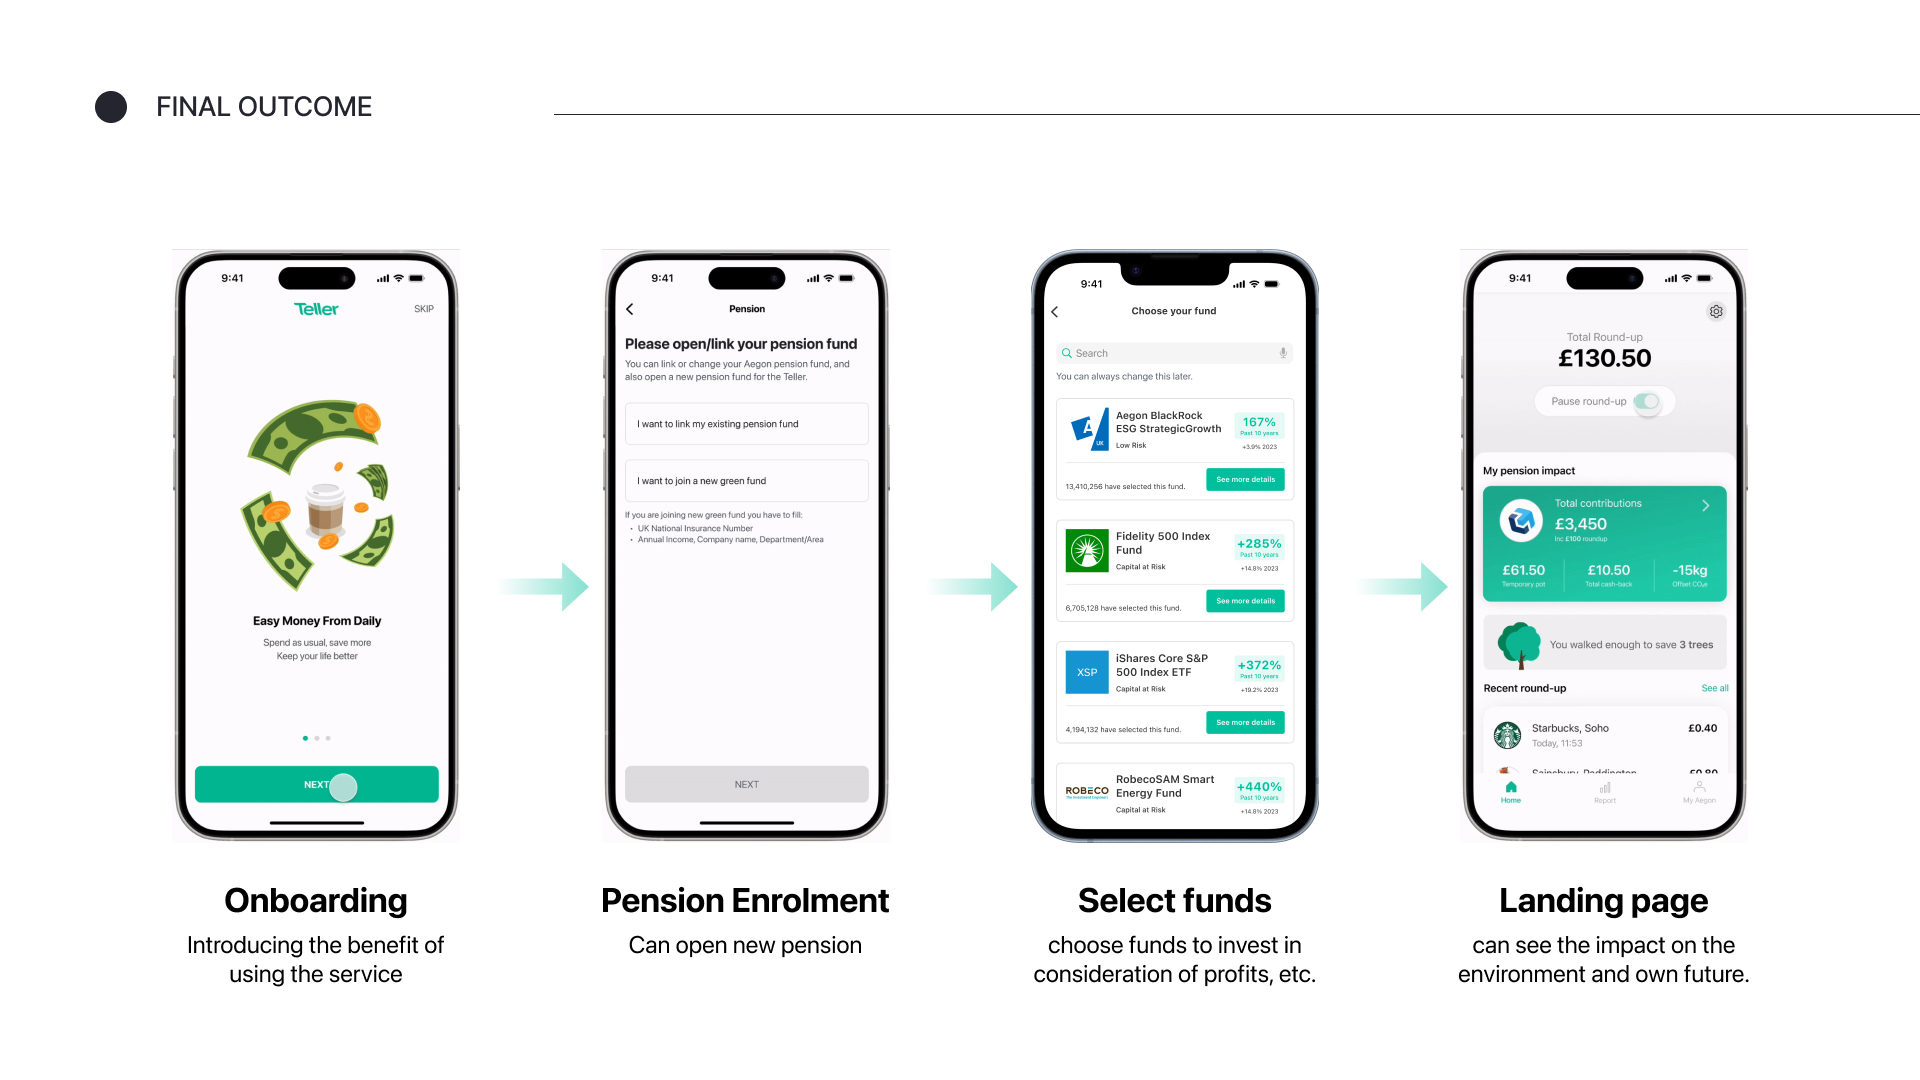 FINAL OUTCOME
9:41
Teller
SKIP
Easy Money From Daily
Spend as usual, save more
Keep your life better
NEXT
Onboarding
Introducing the benefit of
using the service
9:41
Pension
Please open/link your pension fund
You can link or change your Aegon pension fund, and
also open a new pension fund for the Teller.
I want to link my existing pension fund
I want to join a new green fund
If you are joining new green fund you have to fill:
• UK National Insurance Number
• Annual Income, Company name, Department/Area
NEXT
Pension Enrolment
Can open new pension
9:41
Choose your fund
Search
You can always change this later.
A
UK
Aegon BlackRock
ESG StrategicGrowth
Low Risk
167%
Past 10 years
+3.9% 2023
13,410,256 have selected this fund.
See more details
Fidelity 500 Index
Fund
Capital at Risk
+285%
Past 10 years
+14.8% 2023
6,705,128 have selected this fund.
See more details
XSP
iShares Core S&P
500 Index ETF
Capital at Risk
+372%
Past 10 years
+19.2% 2023
4,194,132 have selected this fund.
See more details
ROBECO
RobecoSAM Smart
Energy Fund
Capital at Risk
+440%
Past 10 years
+14.8% 2023
Select funds
choose funds to invest in
consideration of profits, etc.
9:41
Total Round-up
£130.50
Pause round-up
My pension impact
Total contributions
£3,450
Inc £100 roundup
£61.50
Temporary pot
£10.50
Total cash-back
-15kg
Offset CO₂e
You walked enough to save 3 trees
Recent round-up
See all
Starbucks, Soho
Today, 11:53
£0.40
Sainsbury, Paddington
£0.80
Home
Report
My Aegon
Landing page
can see the impact on the
environment and own future.